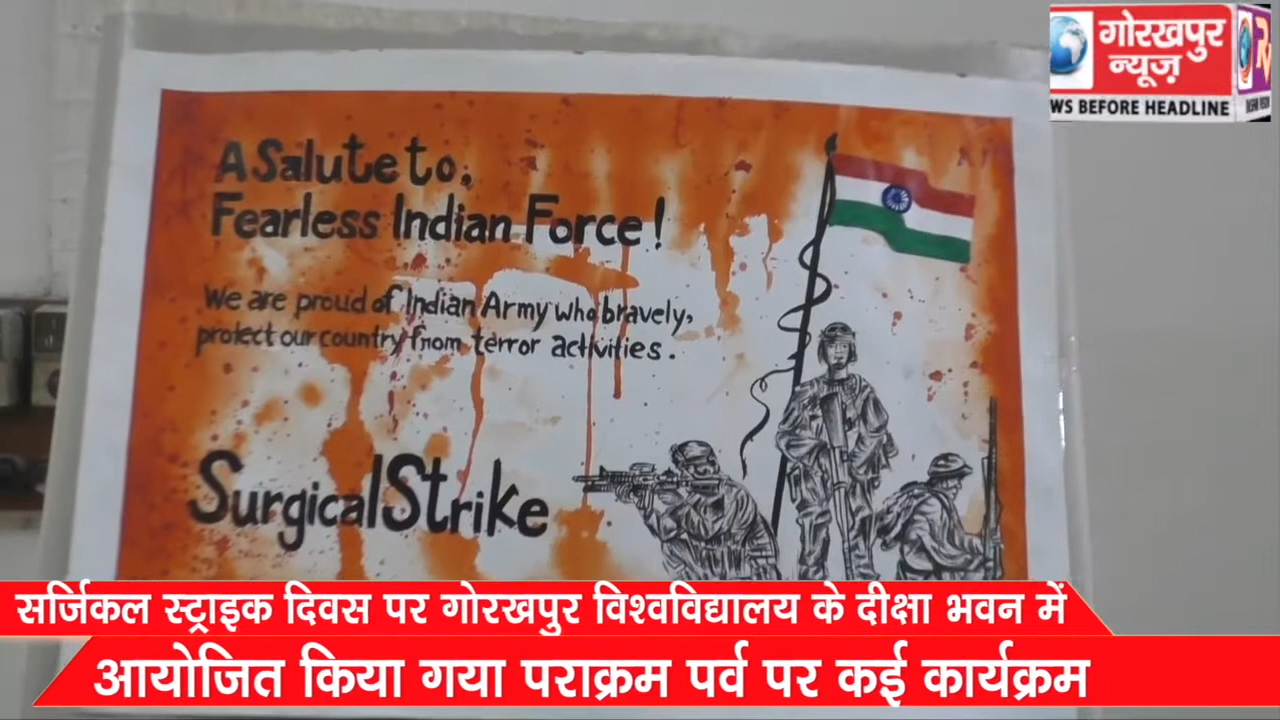 गोरखपुर
न्यूज़
WS BEFORE HEADLINE
A Salute to,
Fearless Indian Force!
We are proud of Indian Army who bravely,
protect our country from terror activities.
Surgical Strike
सर्जिकल स्ट्राइक दिवस पर गोरखपुर विश्वविद्यालय के दीक्षा भवन में
आयोजित किया गया पराक्रम पर्व पर कई कार्यक्रम